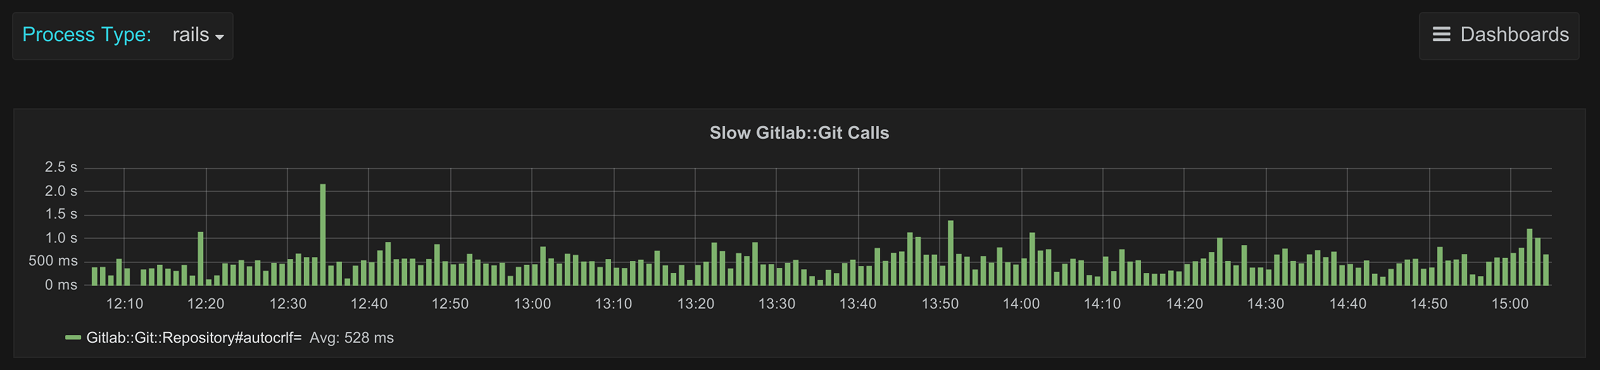 Process Type: rails
Dashboards
Slow Gitlab::Git Calls
2.5 s
2.0 s
1.5 s
1.0 s
500 ms
0 ms
12:10 12:20 12:30 12:40 12:50 13:00 13:10 13:20 13:30 13:40 13:50 14:00 14:10 14:20 14:30 14:40 14:50 15:00
Gitlab::Git::Repository#autocrlf= Avg: 528 ms